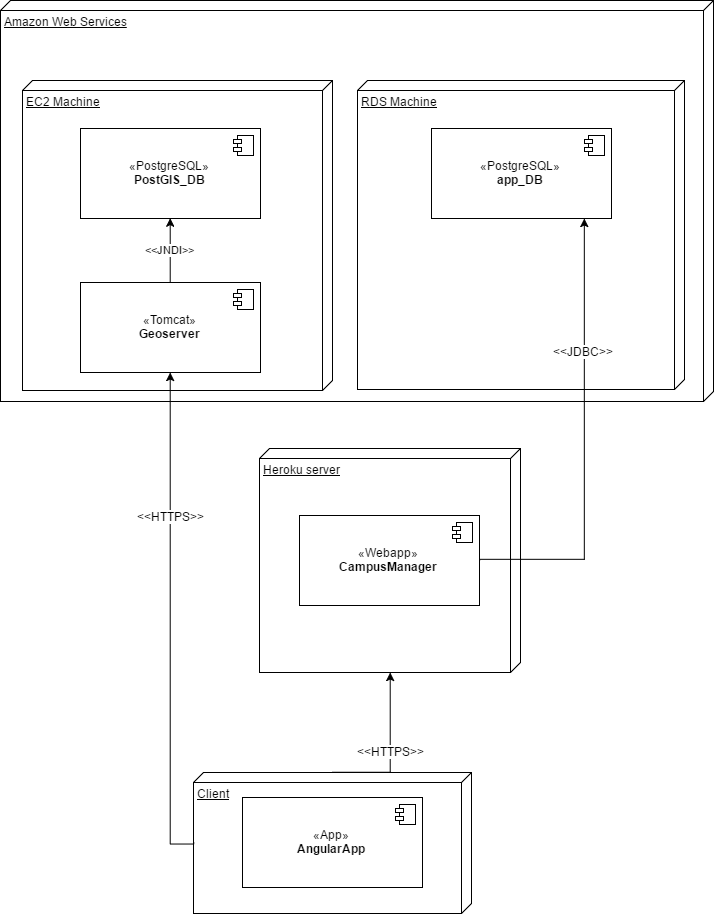 Amazon Web Services
EC2 Machine
RDS Machine
«PostgreSQL»
PostGIS_DB
«PostgreSQL»
app_DB
<<JNDI>>
«Tomcat»
Geoserver
<<JDBC>>
Heroku server
<<HTTPS>>
«Webapp»
CampusManager
<<HTTPS>>
Client
«App»
AngularApp